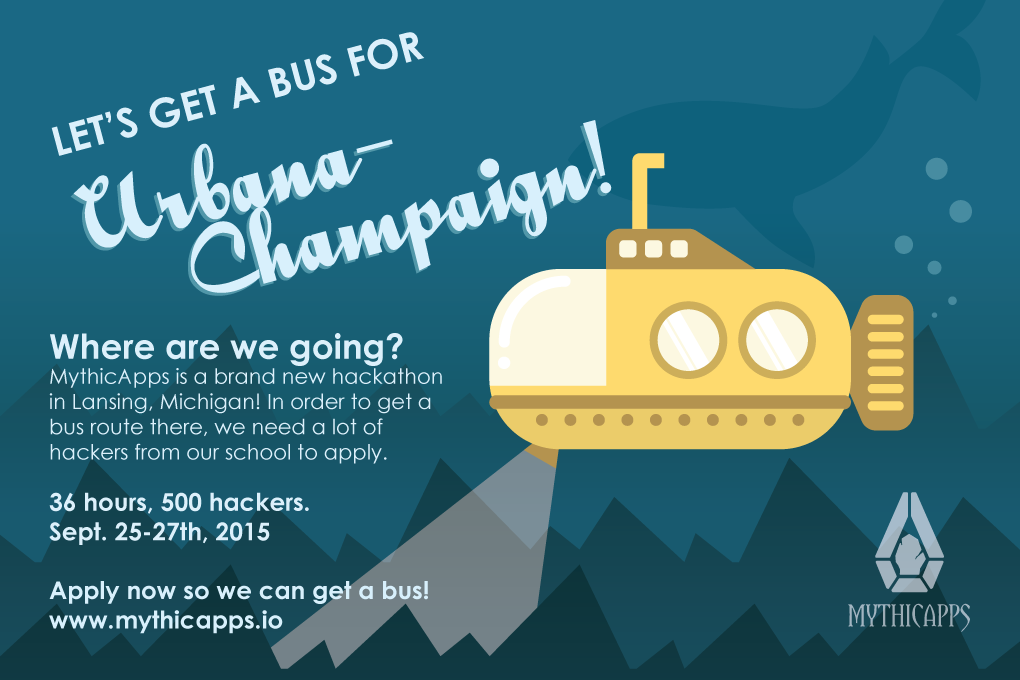 LET'S GET A BUS FOR
Urbana-
Champaign!
Where are we going?
MythicApps is a brand new hackathon
in Lansing, Michigan! In order to get a
bus route there, we need a lot of
hackers from our school to apply.
36 hours, 500 hackers.
Sept. 25-27th, 2015
Apply now so we can get a bus!
www.mythicapps.io
MYTHICAPPS